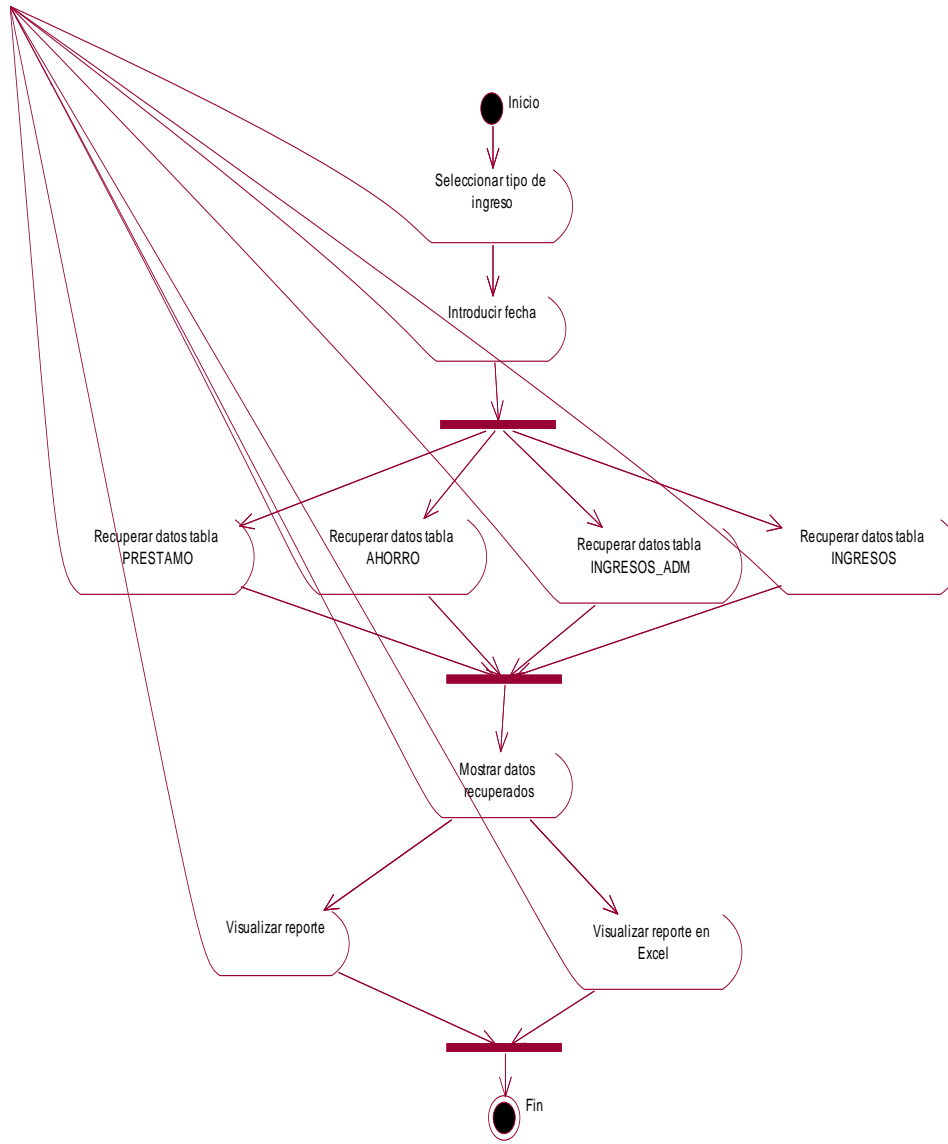 Inicio
Seleccionar tipo de
ingreso
Introducir fecha
Recuperar datos tabla
PRESTAMO
Recuperar datos tabla
AHORRO
Recuperar datos tabla
INGRESOS_ADM
Recuperar datos tabla
INGRESOS
Mostrar datos
recuperados
Visualizar reporte
Visualizar reporte en
Excel
Fin